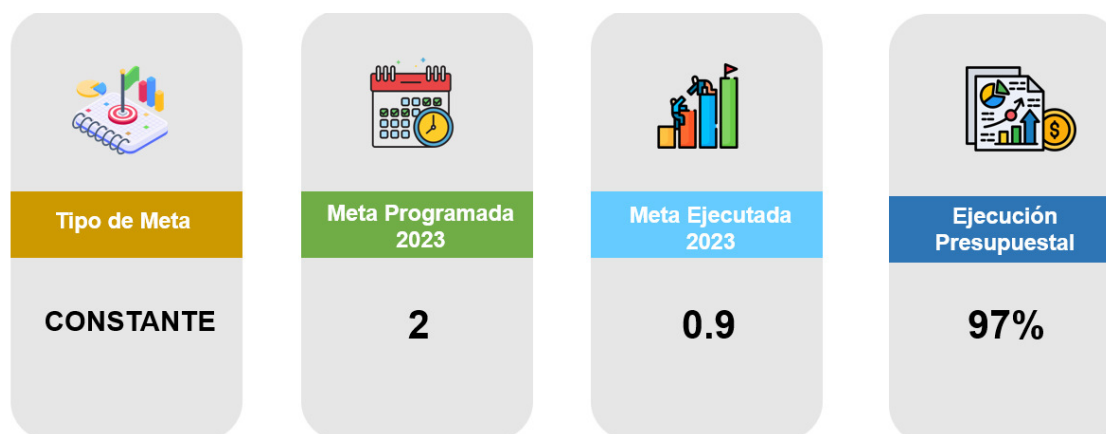 Tipo de Meta
CONSTANTE
Meta Programada
2023
2
Meta Ejecutada
2023
0.9
Ejecución
Presupuestal
97%